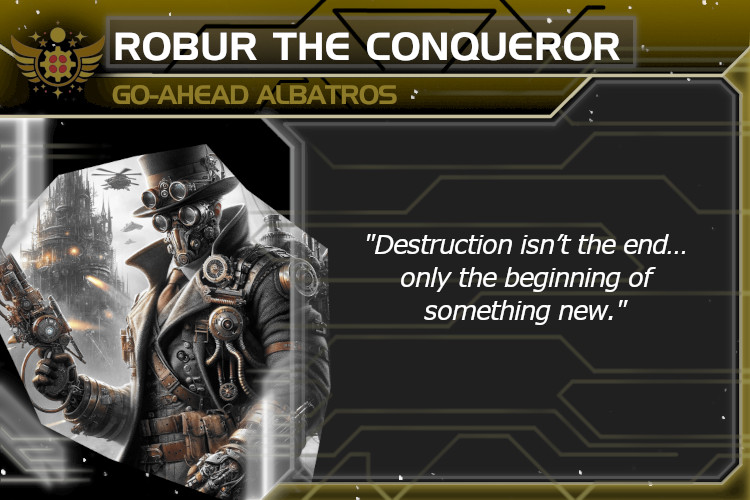 ROBUR THE CONQUEROR
GO-AHEAD ALBATROS
"Destruction isn’t the end...
only the beginning of
something new."